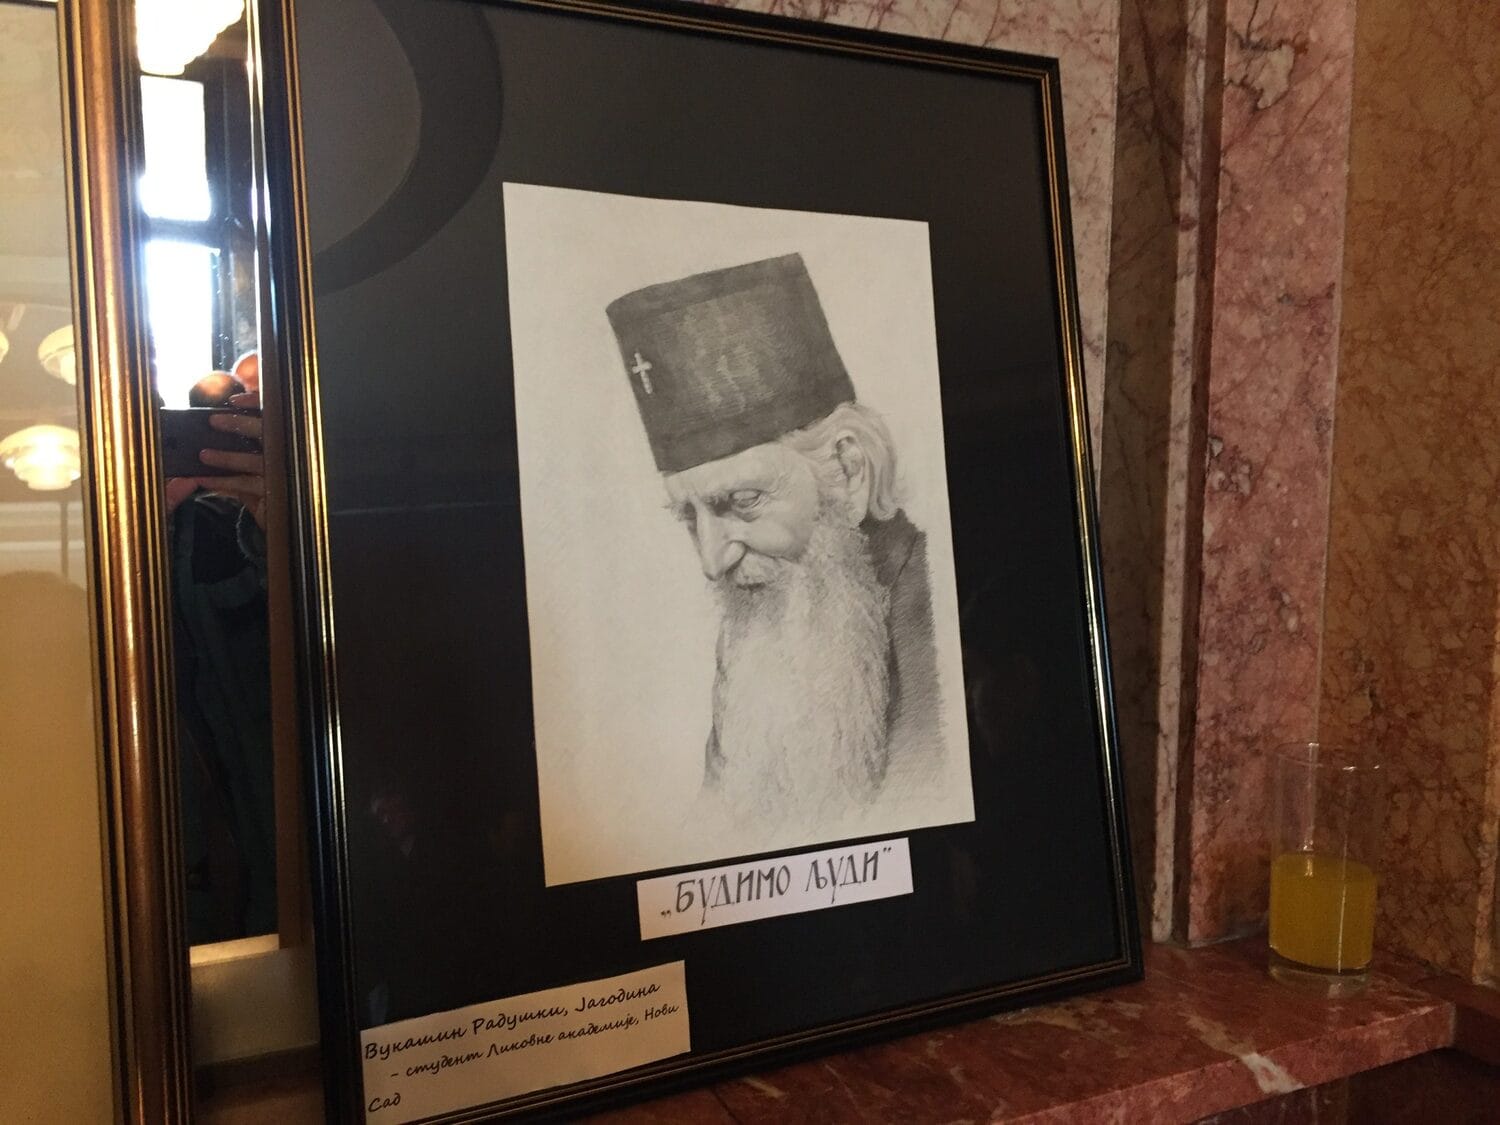 „БУДИМО ЉУДИ”
Вукашин Радушки, Јагодина
- студент Ликовне академије, Нови
Сад